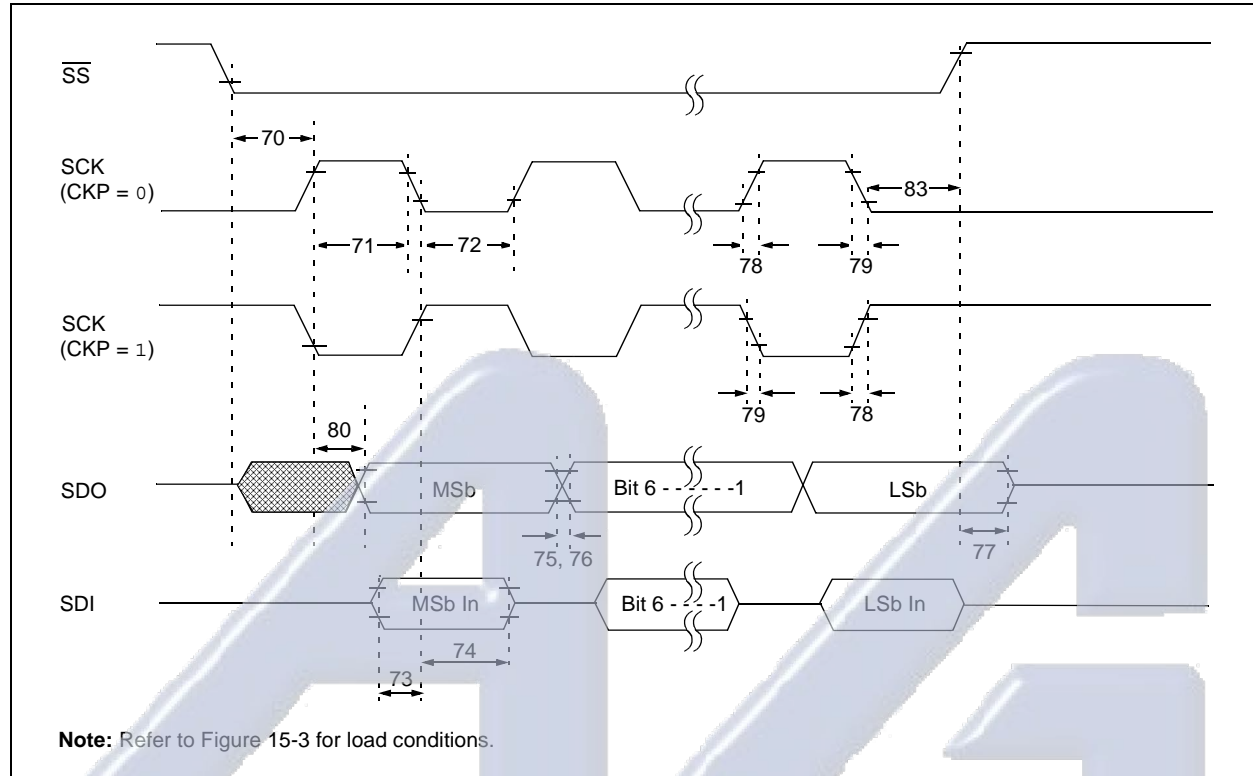 SS
70
SCK
(CKP = 0)
71
72
78
79
83
SCK
(CKP = 1)
79
78
80
SDO
MSb
Bit 6 - - - - - -1
LSb
75, 76
77
SDI
MSb In
Bit 6 - - - - -1
LSb In
74
73
Note: Refer to Figure 15-3 for load conditions.